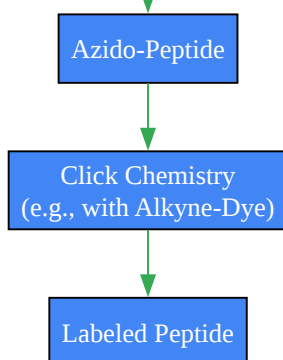 Azido-Peptide
Click Chemistry
(e.g., with Alkyne-Dye)
Labeled Peptide